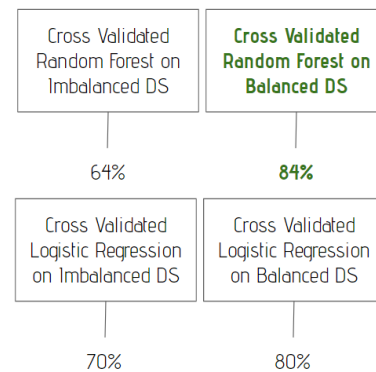 Cross Validated
Random Forest on
Imbalanced DS
64%
Cross Validated
Random Forest on
Balanced DS
84%
Cross Validated
Logistic Regression
on Imbalanced DS
70%
Cross Validated
Logistic Regression
on Balanced DS
80%